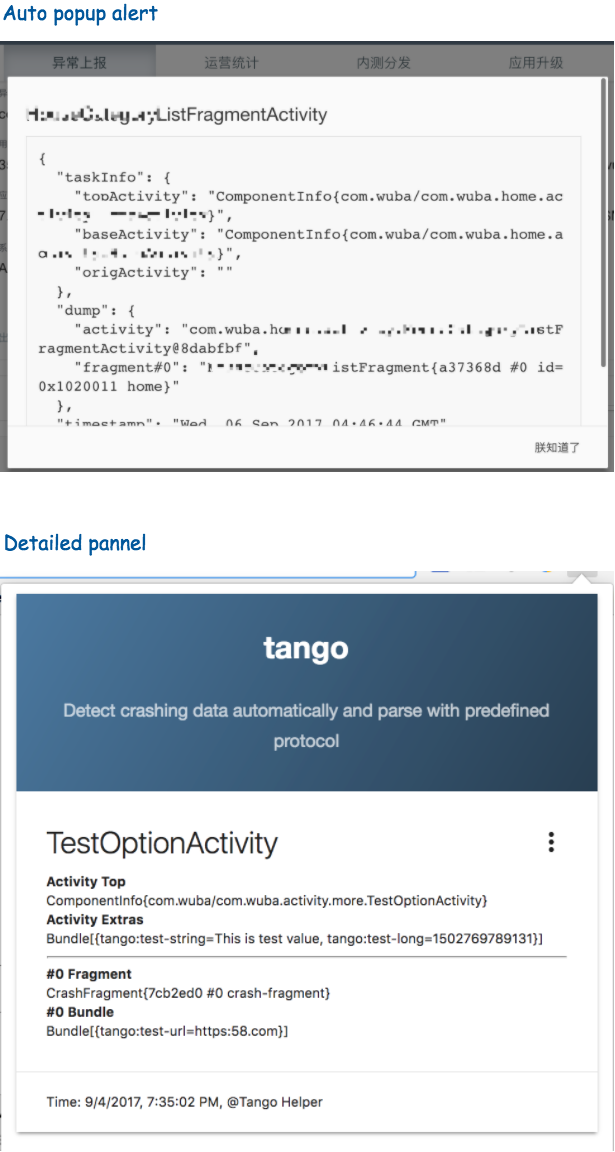 Auto popup alert
异常上报 运营统计 内测分发 应用升级
ListFragmentActivity
{
"taskInfo": {
"topActivity": "ComponentInfo{com.wuba/com.wuba.home.ac
}",
"baseActivity": "ComponentInfo{com.wuba/com.wuba.home.a
}",
"origActivity": ""
},
"dump": {
"activity": "com.wuba.ho
ragmentActivity@8dabfbf",
"fragment#0": " istFragment{a37368d #0 id=
0x1020011 home}"
},
"timestamp": "Wed, 06 Sep 2017 04:46:44 GMT"
朕知道了
Detailed pannel
tango
Detect crashing data automatically and parse with predefined
protocol
TestOptionActivity
Activity Top
ComponentInfo{com.wuba/com.wuba.activity.more.TestOptionActivity}
Activity Extras
Bundle[{tango:test-string=This is test value, tango:test-long=1502769789131}]
#0 Fragment
CrashFragment{7cb2ed0 #0 crash-fragment}
#0 Bundle
Bundle[{tango:test-url=https:58.com}]
Time: 9/4/2017, 7:35:02 PM, @Tango Helper